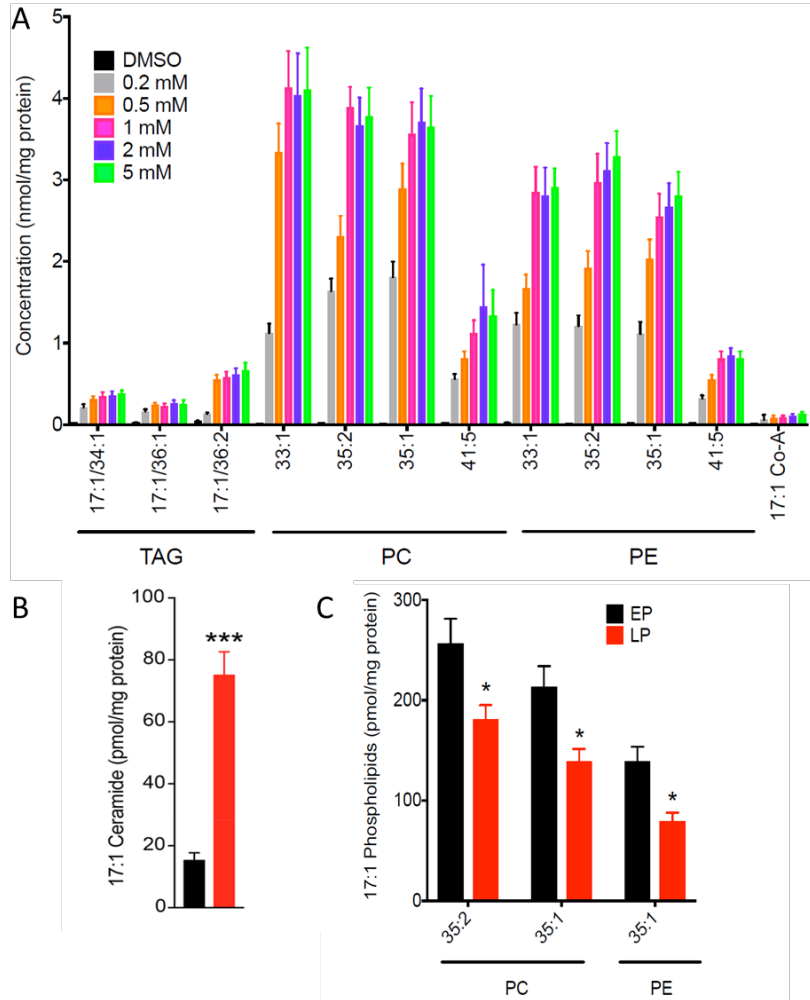 A
Concentration (nmol/mg protein)
5
4
3
2
1
0
DMSO
0.2 mM
0.5 mM
1 mM
2 mM
5 mM
17:1/34:1
17:1/36:1
17:1/36:2
33:1
35:2
35:1
41:5
33:1
35:2
35:1
41:5
17:1 Co-A
TAG
PC
PE
B
17:1 Ceramide (pmol/mg protein)
100
80
60
40
20
0
***
C
17:1 Phospholipids (pmol/mg protein)
300
200
100
0
EP
LP
*
*
*
35:2
35:1
35:1
PC
PE